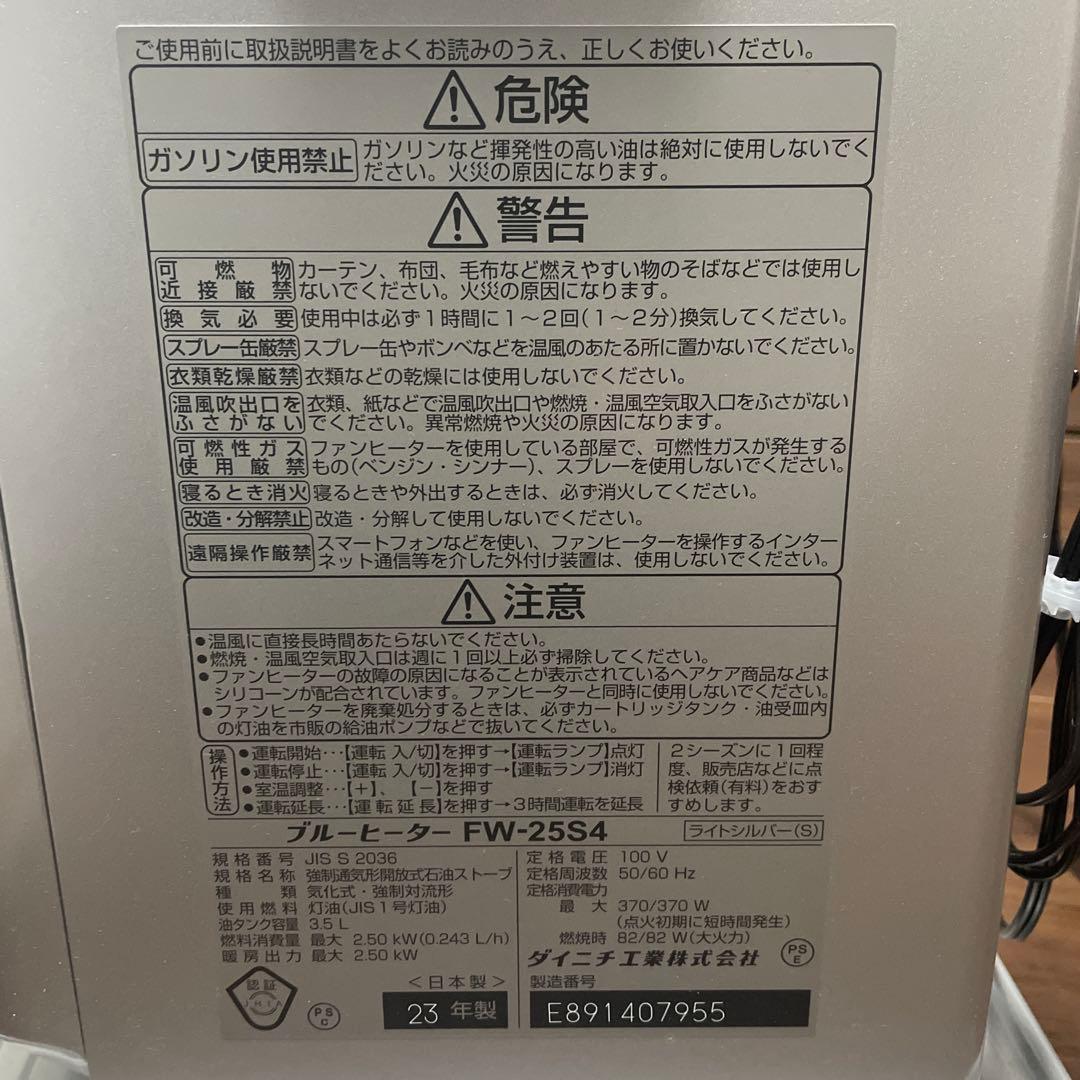 ご使用前に取扱説明書をよくお読みのうえ、正しくお使いください。
危険
ガソリン使用禁止 ガソリンなど揮発性の高い油は絶対に使用しないでく
ださい。火災の原因になります。
警告
可燃物 カーテン、布団、毛布など燃えやすい物のそばなどでは使用し
近接厳禁 ないでください。火災の原因になります。
換気必要 使用中は必ず1時間に1～2回(1～2分)換気してください。
スプレー缶厳禁 スプレー缶やボンベなどを温風のあたる所に置かないでください。
衣類乾燥厳禁 衣類などの乾燥には使用しないでください。
温風吹出口を 衣類、紙などで温風吹出口や燃焼・温風空気取入口をふさがない
ふさがない でください。異常燃焼や火災の原因になります。
可燃性ガス ファンヒーターを使用している部屋で、可燃性ガスが発生する
使用厳禁 もの(ベンジン・シンナー)、スプレーを使用しないでください。
寝るとき消火 寝るときや外出するときは、必ず消火してください。
改造・分解禁止 改造・分解して使用しないでください。
遠隔操作厳禁 スマートフォンなどを使い、ファンヒーターを操作するインター
ネット通信等を介した外付け装置は、使用しないでください。
注意
●温風に直接長時間あたらないでください。
●燃焼・温風空気取入口は週に1回以上必ず掃除してください。
●ファンヒーターの故障の原因になることが表示されているヘアケア商品などは
シリコーンが配合されています。ファンヒーターと同時に使用しないでください。
●ファンヒーターを廃棄処分するときは、必ずカートリッジタンク・油受皿内
の灯油を市販の給油ポンプなどで抜いてください。
操作方法
●運転開始…【運転 入/切】を押す→【運転ランプ】点灯
●運転停止…【運転 入/切】を押す→【運転ランプ】消灯
●室温調整…【+】、【−】を押す
●運転延長…【運転延長】を押す→3時間運転を延長
2シーズンに1回程
度、販売店などに点
検依頼(有料)をおす
すめします。
ブルーヒーター FW-25S4 ライトシルバー(S)
規格番号 JIS S 2036
規格名称 強制通気形開放式石油ストーブ
種類 気化式・強制対流形
使用燃料 灯油(JIS1号灯油)
油タンク容量 3.5 L
燃料消費量 最大 2.50 kW(0.243 L/h)
暖房出力 最大 2.50 kW
定格電圧 100 V
定格周波数 50/60 Hz
定格消費電力
最大 370/370 W
(点火初期に短時間発生)
燃焼時 82/82 W(大火力)
ダイニチ工業株式会社 PS E
認証
J.H.I.A
PS C
<日本製>
23 年製
製造番号
E891407955